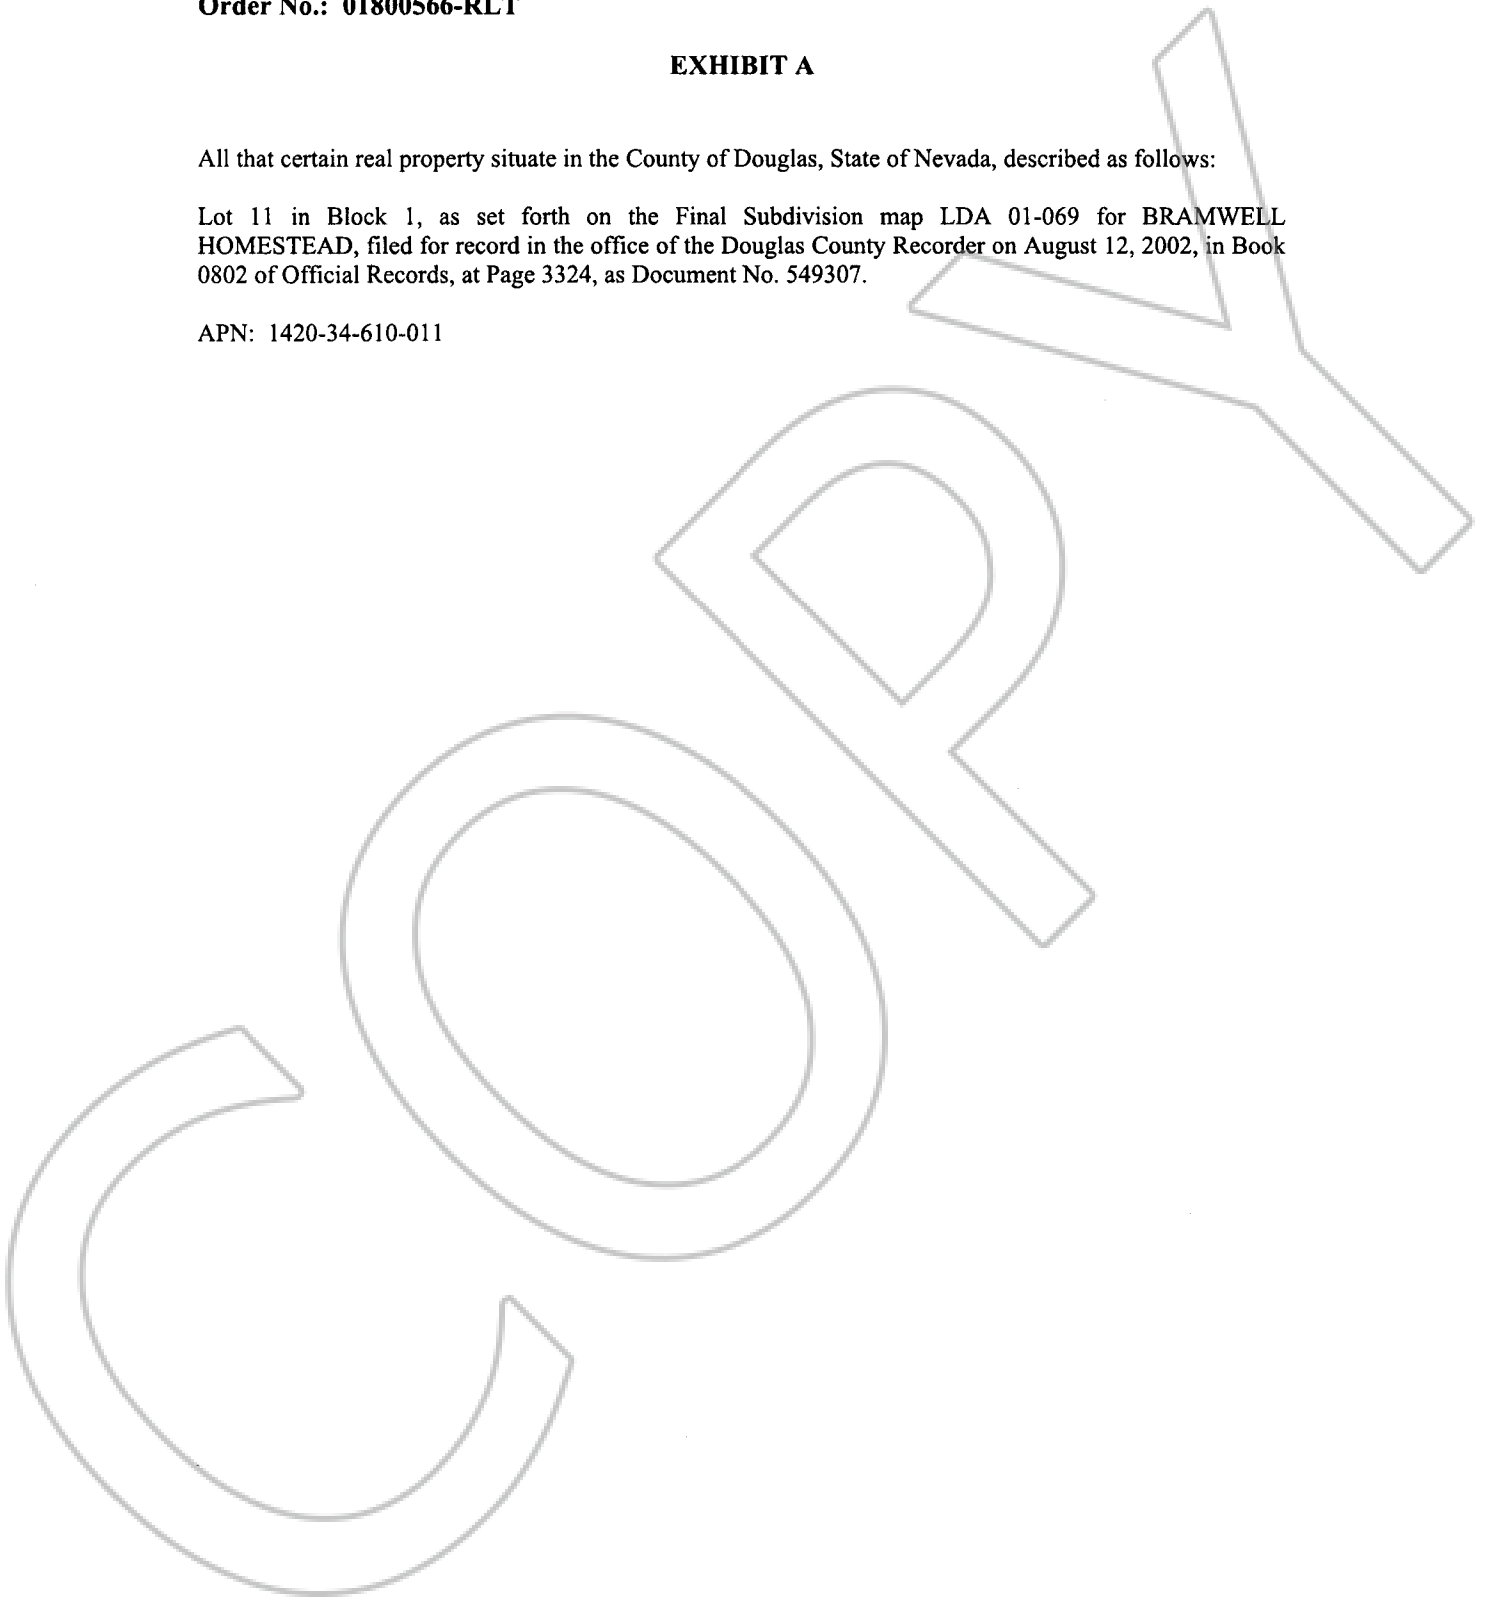 Order No.: 01800566-RLT
EXHIBIT A
All that certain real property situate in the County of Douglas, State of Nevada, described as follows:
Lot 11 in Block 1, as set forth on the Final Subdivision map LDA 01-069 for BRAMWELL
HOMESTEAD, filed for record in the office of the Douglas County Recorder on August 12, 2002, in Book
0802 of Official Records, at Page 3324, as Document No. 549307.
APN: 1420-34-610-011
COPY